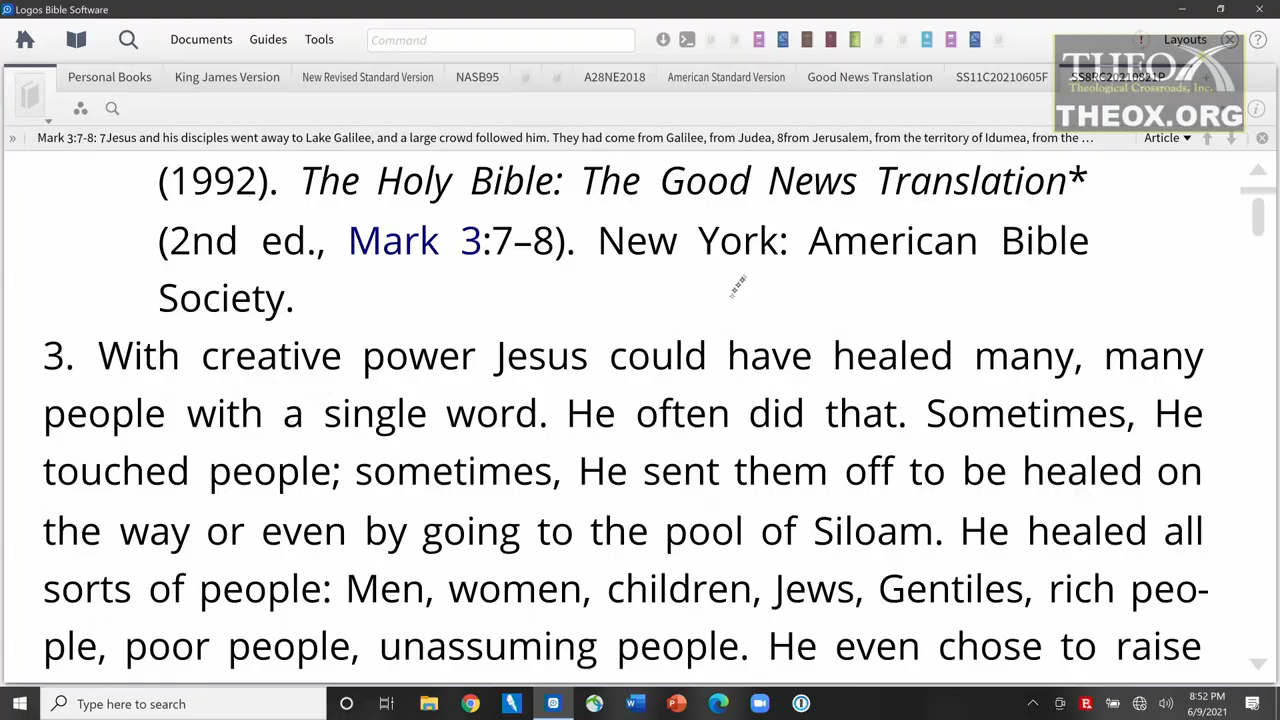 Logos Bible Software
Documents Guides Tools Command Layouts
Personal Books King James Version New Revised Standard Version NASB95 A28NE2018 American Standard Version Good News Translation SS11C20210605F SS8RC20210821P
THEOX
Theological Crossroads, Inc.
THEOX.ORG
» Mark 3:7-8: 7Jesus and his disciples went away to Lake Galilee, and a large crowd followed him. They had come from Galilee, from Judea, 8from Jerusalem, from the territory of Idumea, from the … Article
(1992). The Holy Bible: The Good News Translation*
(2nd ed., Mark 3:7–8). New York: American Bible
Society.
3. With creative power Jesus could have healed many, many
people with a single word. He often did that. Sometimes, He
touched people; sometimes, He sent them off to be healed on
the way or even by going to the pool of Siloam. He healed all
sorts of people: Men, women, children, Jews, Gentiles, rich peo-
ple, poor people, unassuming people. He even chose to raise
Type here to search
8:52 PM
6/9/2021